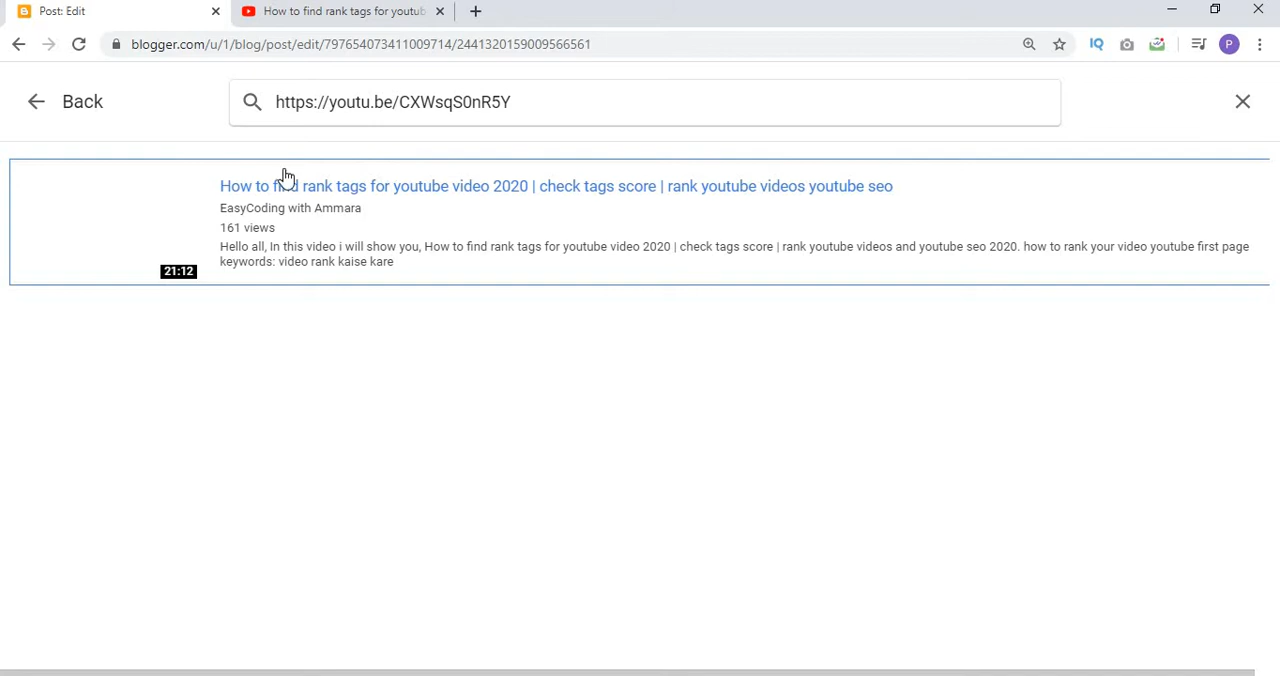 Post: Edit
How to find rank tags for youtub
blogger.com/u/1/blog/post/edit/797654073411009714/2441320159009566561
IQ
P
Back
https://youtu.be/CXWsqS0nR5Y
How to find rank tags for youtube video 2020 | check tags score | rank youtube videos youtube seo
EasyCoding with Ammara
161 views
Hello all, In this video i will show you, How to find rank tags for youtube video 2020 | check tags score | rank youtube videos and youtube seo 2020. how to rank your video youtube first page
keywords: video rank kaise kare
21:12